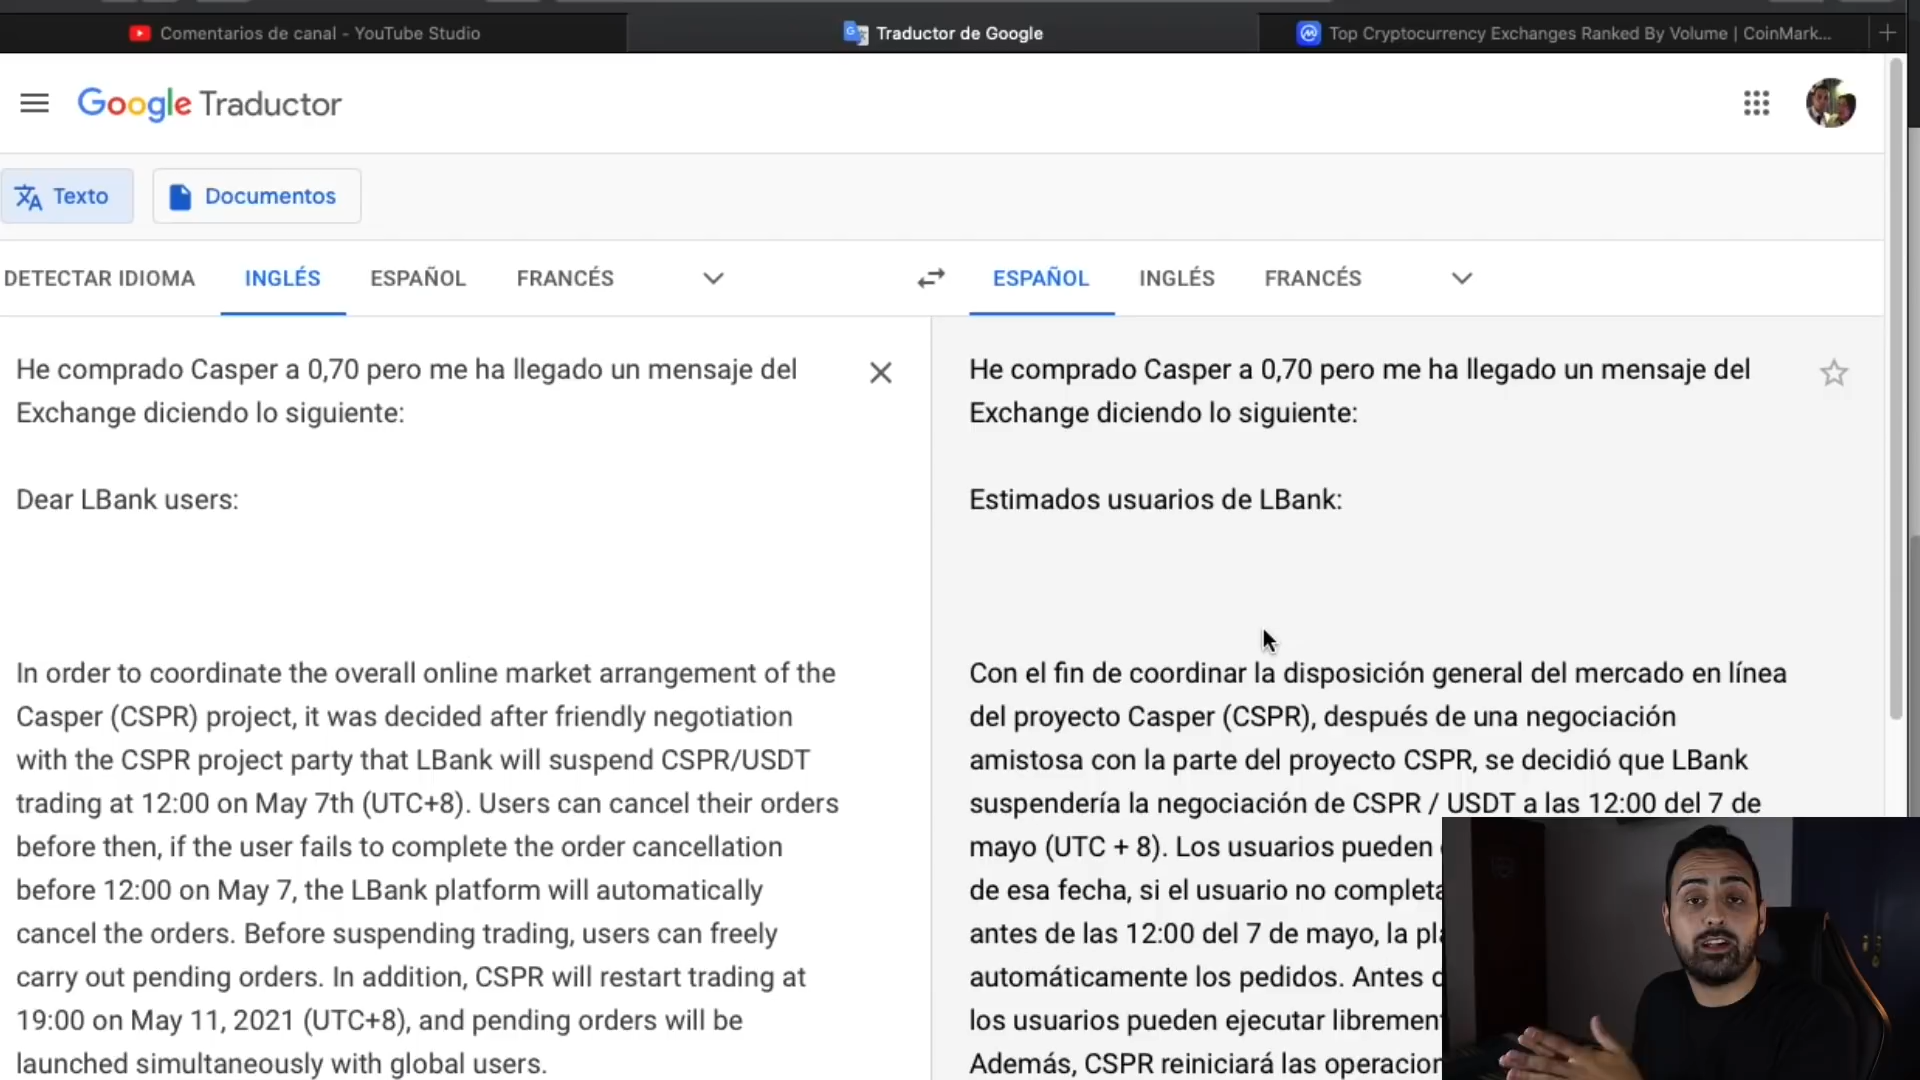 Comentarios de canal - YouTube Studio
Traductor de Google
Top Cryptocurrency Exchanges Ranked By Volume | CoinMark...
Google Traductor
Texto
Documentos
DETECTAR IDIOMA
INGLÉS
ESPAÑOL
FRANCÉS
ESPAÑOL
INGLÉS
FRANCÉS
He comprado Casper a 0,70 pero me ha llegado un mensaje del
Exchange diciendo lo siguiente:
Dear LBank users:
In order to coordinate the overall online market arrangement of the
Casper (CSPR) project, it was decided after friendly negotiation
with the CSPR project party that LBank will suspend CSPR/USDT
trading at 12:00 on May 7th (UTC+8). Users can cancel their orders
before then, if the user fails to complete the order cancellation
before 12:00 on May 7, the LBank platform will automatically
cancel the orders. Before suspending trading, users can freely
carry out pending orders. In addition, CSPR will restart trading at
19:00 on May 11, 2021 (UTC+8), and pending orders will be
launched simultaneously with global users.
He comprado Casper a 0,70 pero me ha llegado un mensaje del
Exchange diciendo lo siguiente:
Estimados usuarios de LBank:
Con el fin de coordinar la disposición general del mercado en línea
del proyecto Casper (CSPR), después de una negociación
amistosa con la parte del proyecto CSPR, se decidió que LBank
suspendería la negociación de CSPR / USDT a las 12:00 del 7 de
mayo (UTC + 8). Los usuarios pueden
de esa fecha, si el usuario no completa
antes de las 12:00 del 7 de mayo, la
automáticamente los pedidos. Antes
los usuarios pueden ejecutar
Además, CSPR reiniciará las